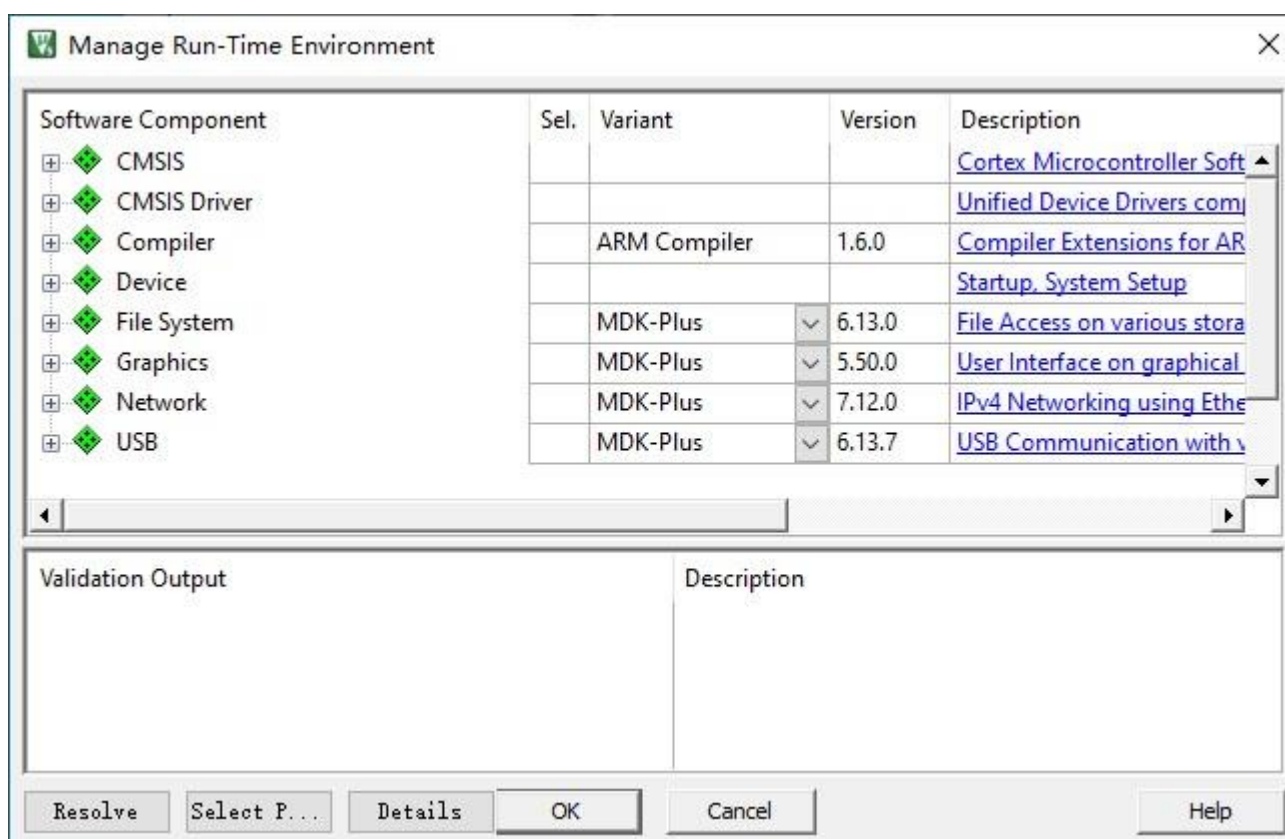 Manage Run-Time Environment
Software Component Sel. Variant Version Description
CMSIS Cortex Microcontroller Soft
CMSIS Driver Unified Device Drivers comp
Compiler ARM Compiler 1.6.0 Compiler Extensions for AR
Device Startup, System Setup
File System MDK-Plus 6.13.0 File Access on various stora
Graphics MDK-Plus 5.50.0 User Interface on graphical
Network MDK-Plus 7.12.0 IPv4 Networking using Ethe
USB MDK-Plus 6.13.7 USB Communication with v
Validation Output Description
Resolve Select P... Details OK Cancel Help